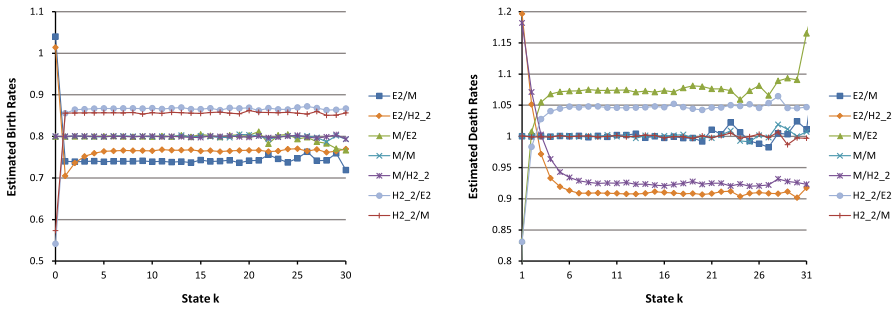 Estimated Birth Rates
1.1
1
0.9
0.8
0.7
0.6
0.5
0
5
10
15
20
25
30
State k
E2/M
E2/H2_2
M/E2
M/M
M/H2_2
H2_2/E2
H2_2/M
Estimated Death Rates
1.2
1.15
1.1
1.05
1
0.95
0.9
0.85
0.8
1
6
11
16
21
26
31
State k
E2/M
E2/H2_2
M/E2
M/M
M/H2_2
H2_2/E2
H2_2/M